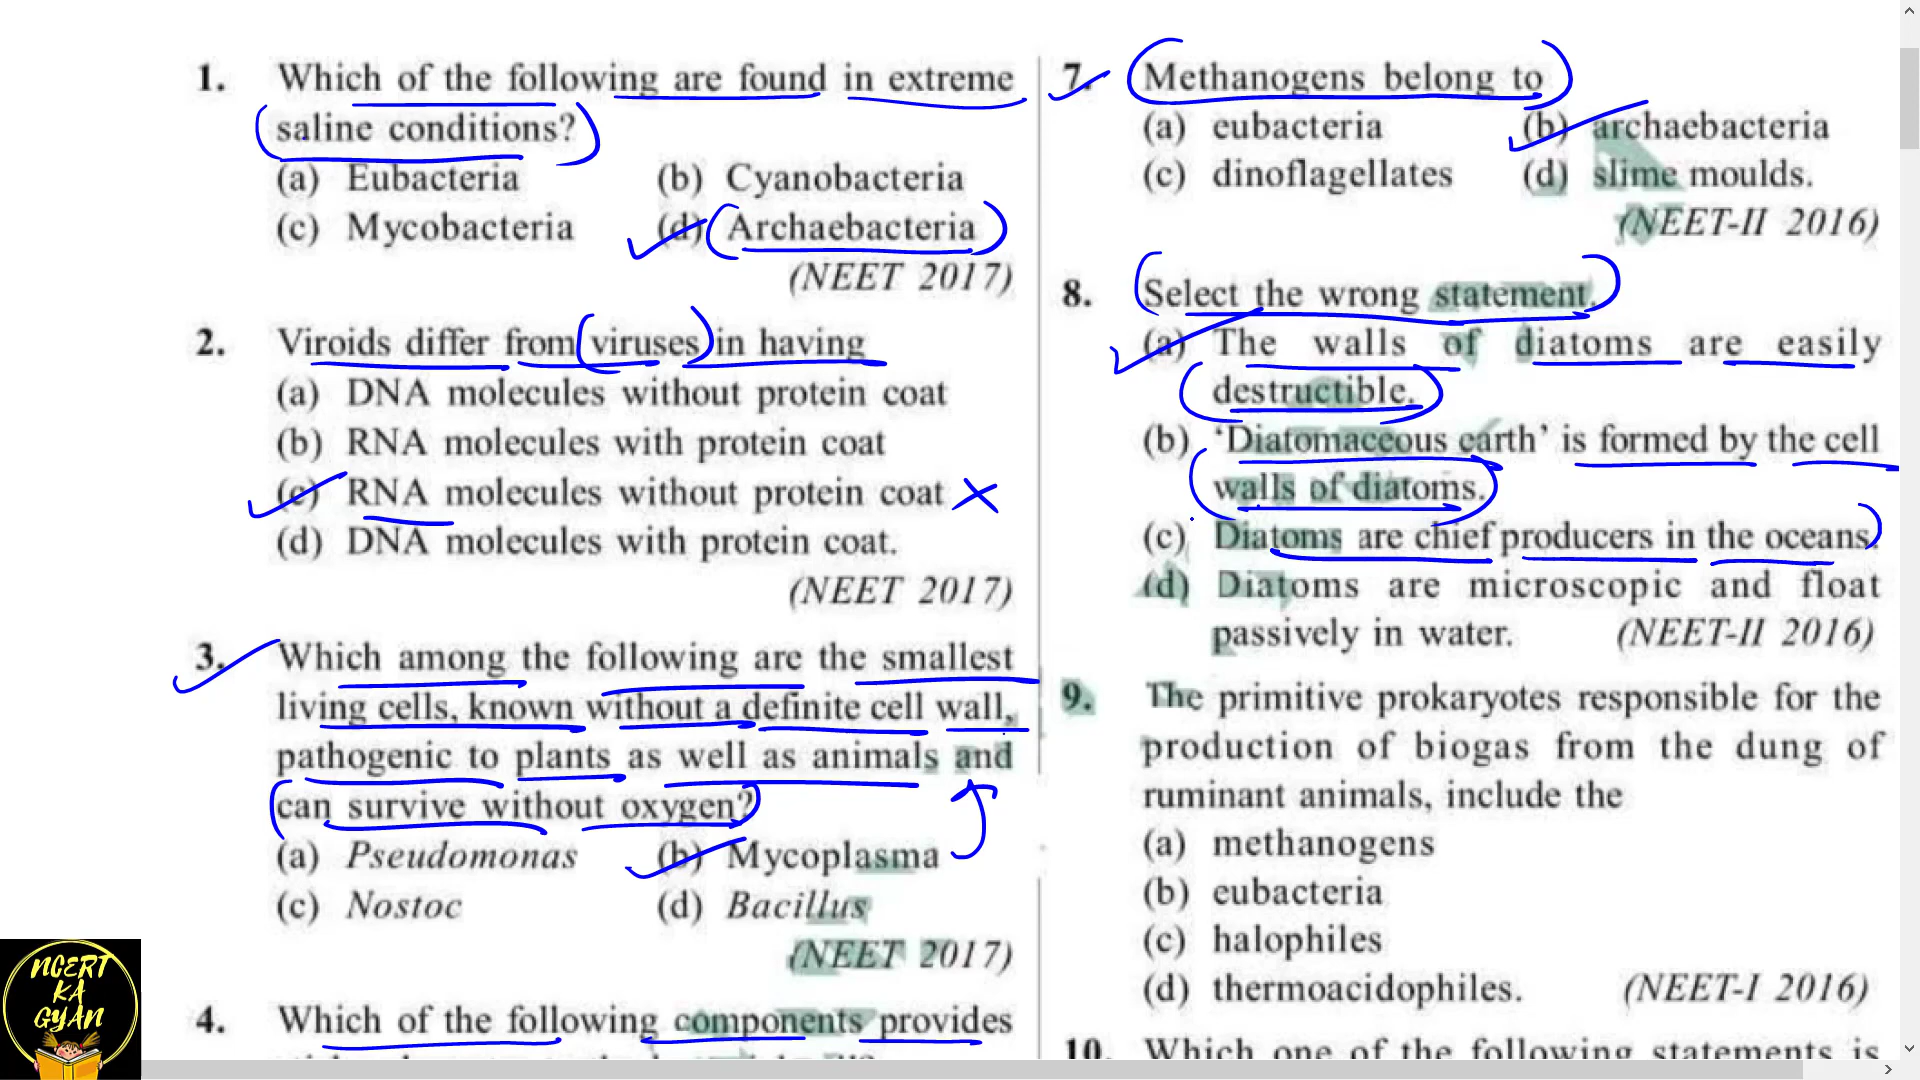 1. Which of the following are found in extreme
saline conditions?
(a) Eubacteria (b) Cyanobacteria
(c) Mycobacteria (d) Archaebacteria
(NEET 2017)
2. Viroids differ from viruses in having
(a) DNA molecules without protein coat
(b) RNA molecules with protein coat
(c) RNA molecules without protein coat
(d) DNA molecules with protein coat.
(NEET 2017)
3. Which among the following are the smallest
living cells, known without a definite cell wall,
pathogenic to plants as well as animals and
can survive without oxygen?
(a) Pseudomonas (b) Mycoplasma
(c) Nostoc (d) Bacillus
(NEET 2017)
4. Which of the following components provides
7. Methanogens belong to
(a) eubacteria (b) archaebacteria
(c) dinoflagellates (d) slime moulds.
(NEET-II 2016)
8. Select the wrong statement.
(a) The walls of diatoms are easily
destructible.
(b) ‘Diatomaceous earth’ is formed by the cell
walls of diatoms.
(c) Diatoms are chief producers in the oceans.
(d) Diatoms are microscopic and float
passively in water. (NEET-II 2016)
9. The primitive prokaryotes responsible for the
production of biogas from the dung of
ruminant animals, include the
(a) methanogens
(b) eubacteria
(c) halophiles
(d) thermoacidophiles. (NEET-I 2016)
10. Which one of the following statements is
NCERT
KA
GYAN